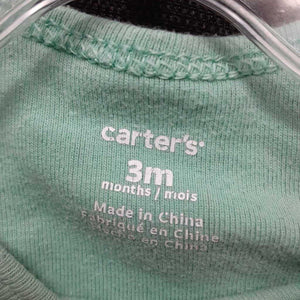 carter's
3m
months / mois
Made in China
Fabriqué en Chine
Hecho en China